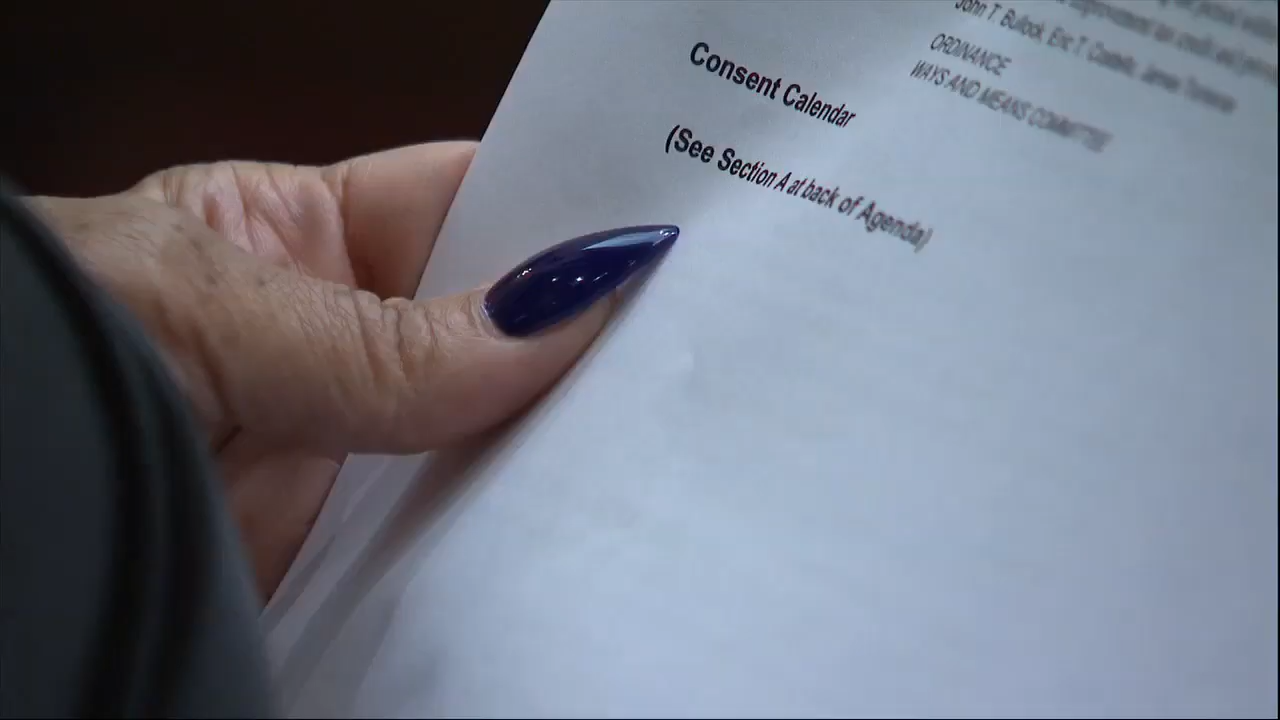 John T. Bullock, Eric T. Costello, James Torrence
ORDINANCE
WAYS AND MEANS COMMITTEE
Consent Calendar
(See Section A at back of Agenda)